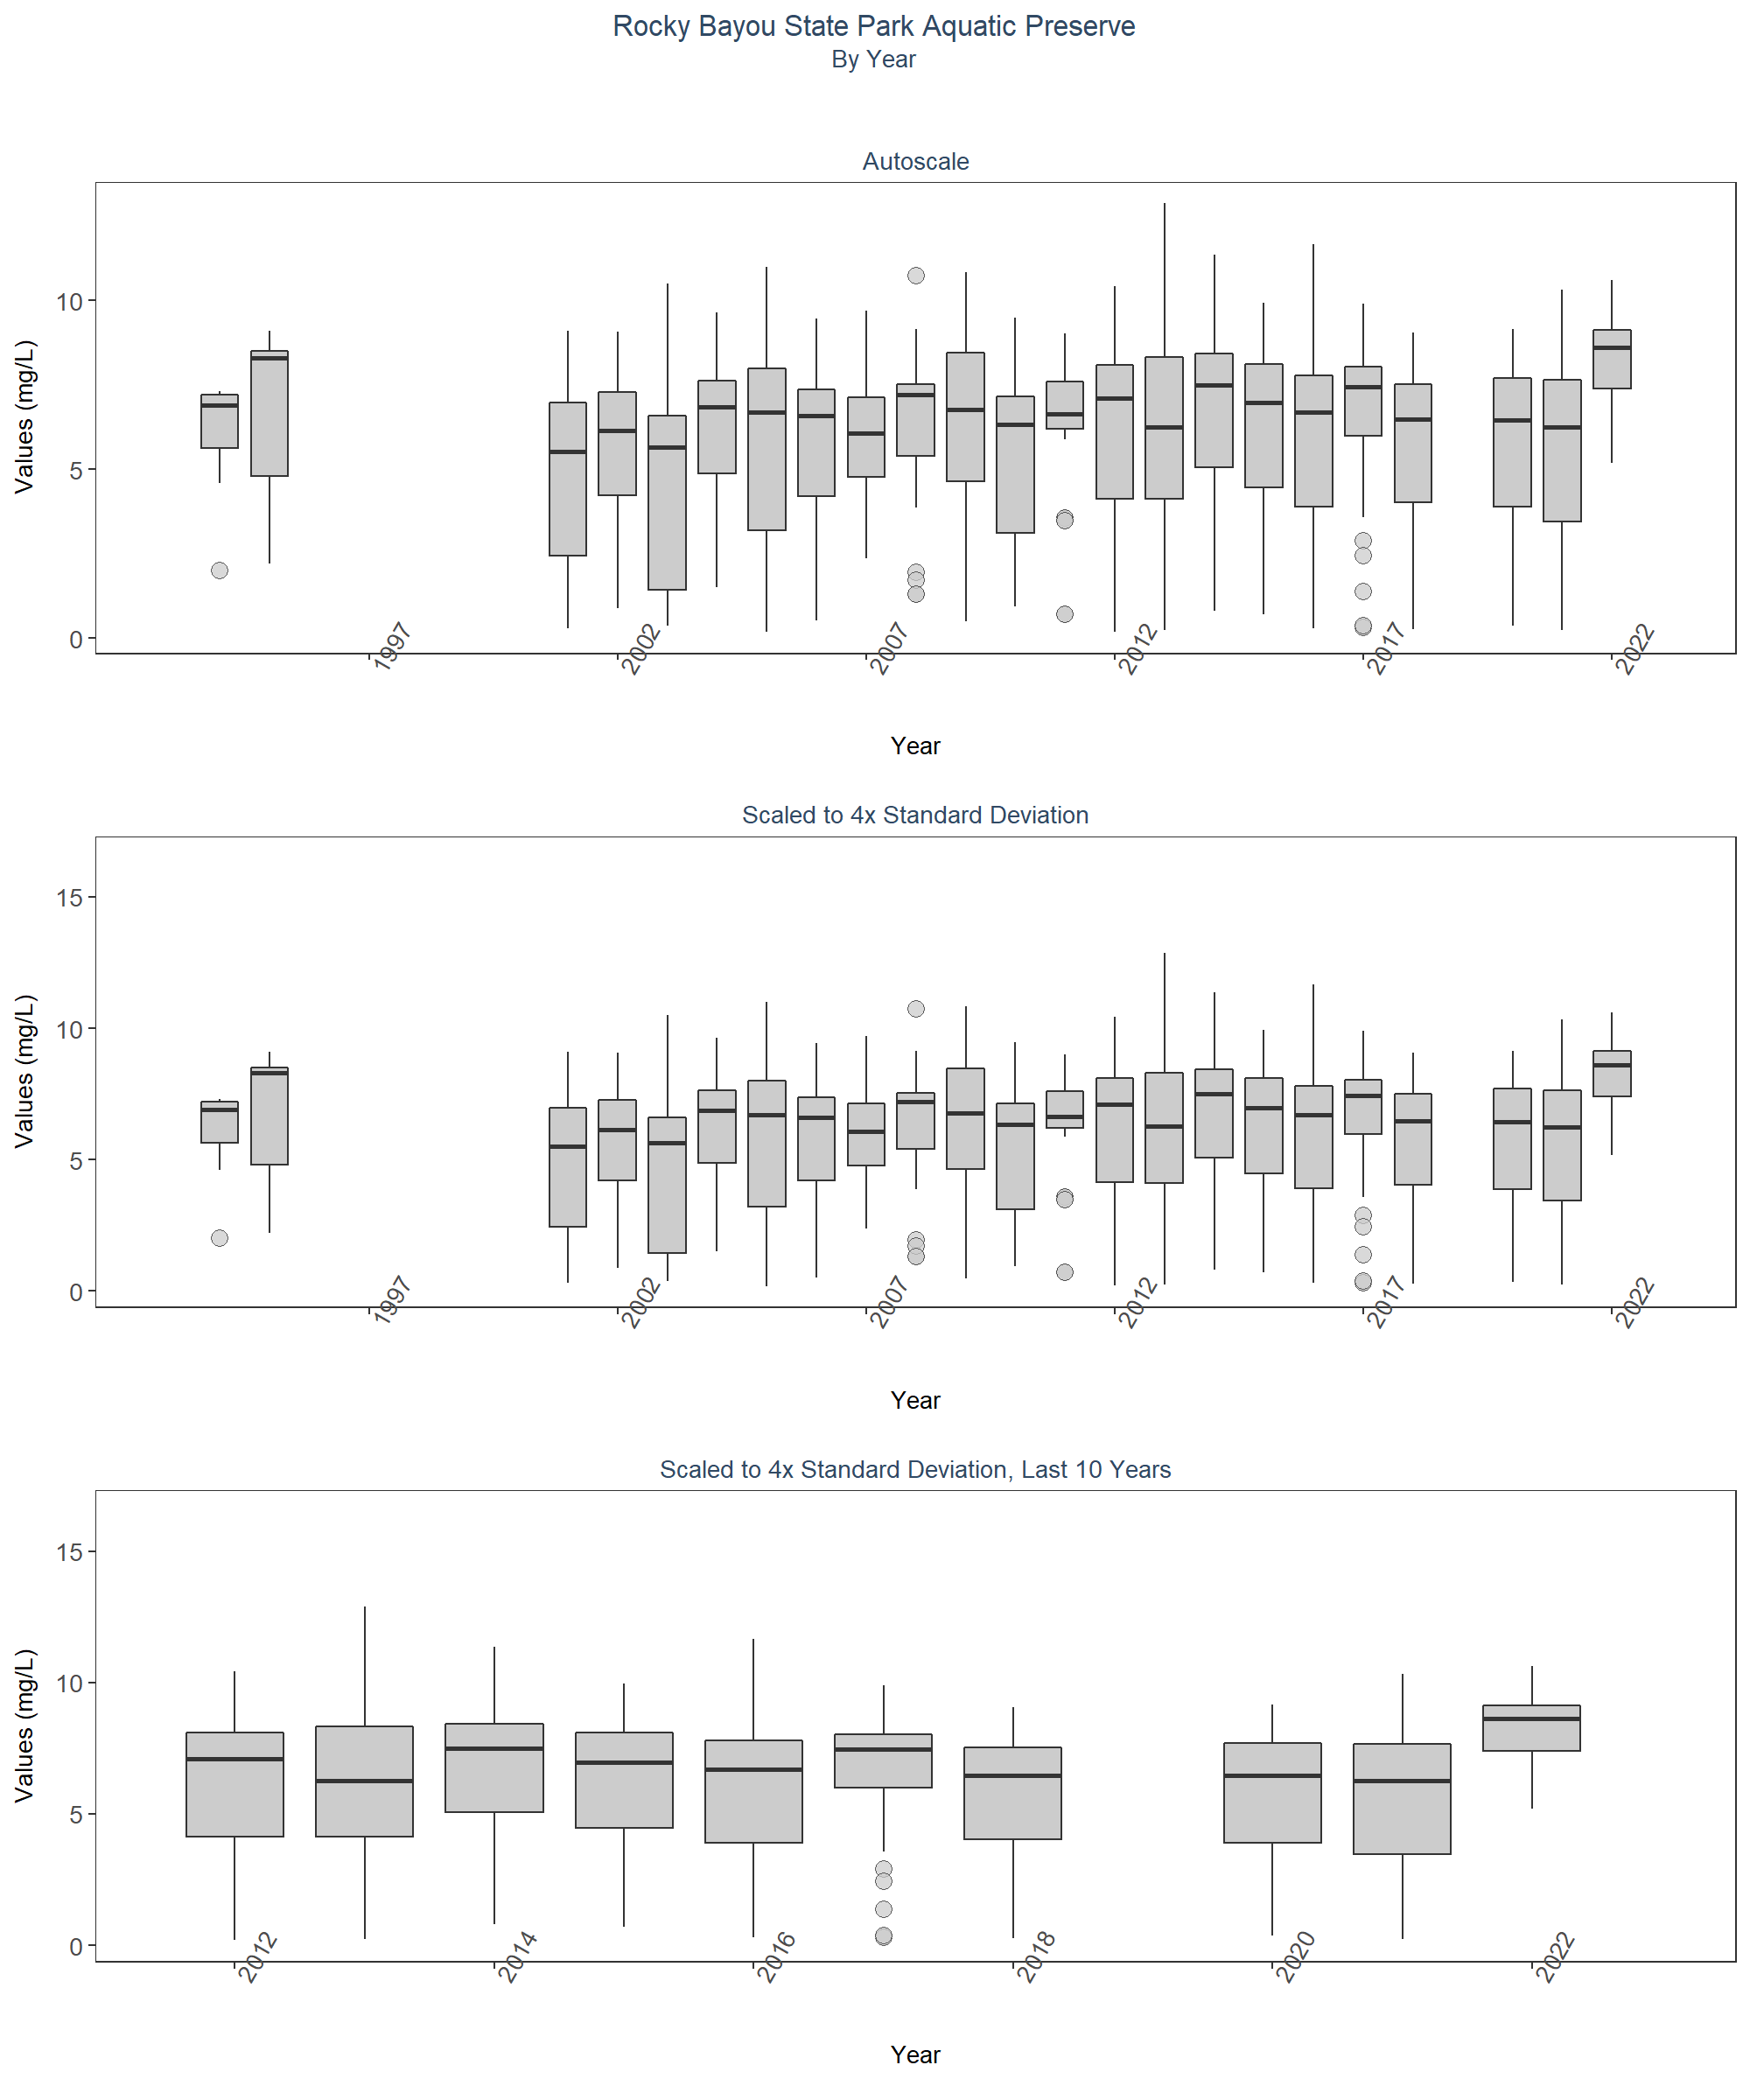 Rocky Bayou State Park Aquatic Preserve
By Year
Autoscale
Values (mg/L)
10
5
0
1997
2002
2007
2012
2017
2022
Year
Scaled to 4x Standard Deviation
Values (mg/L)
15
10
5
0
1997
2002
2007
2012
2017
2022
Year
Scaled to 4x Standard Deviation, Last 10 Years
Values (mg/L)
15
10
5
0
2012
2014
2016
2018
2020
2022
Year